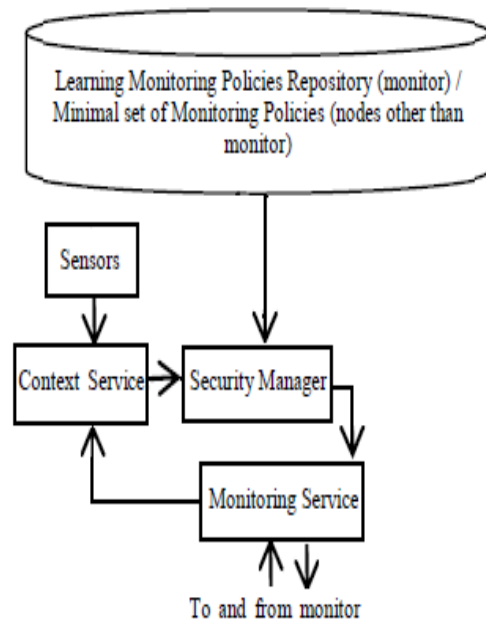 Learning Monitoring Policies Repository (monitor) /
Minimal set of Monitoring Policies (nodes other than
monitor)
Sensors
Context Service
Security Manager
Monitoring Service
To and from monitor